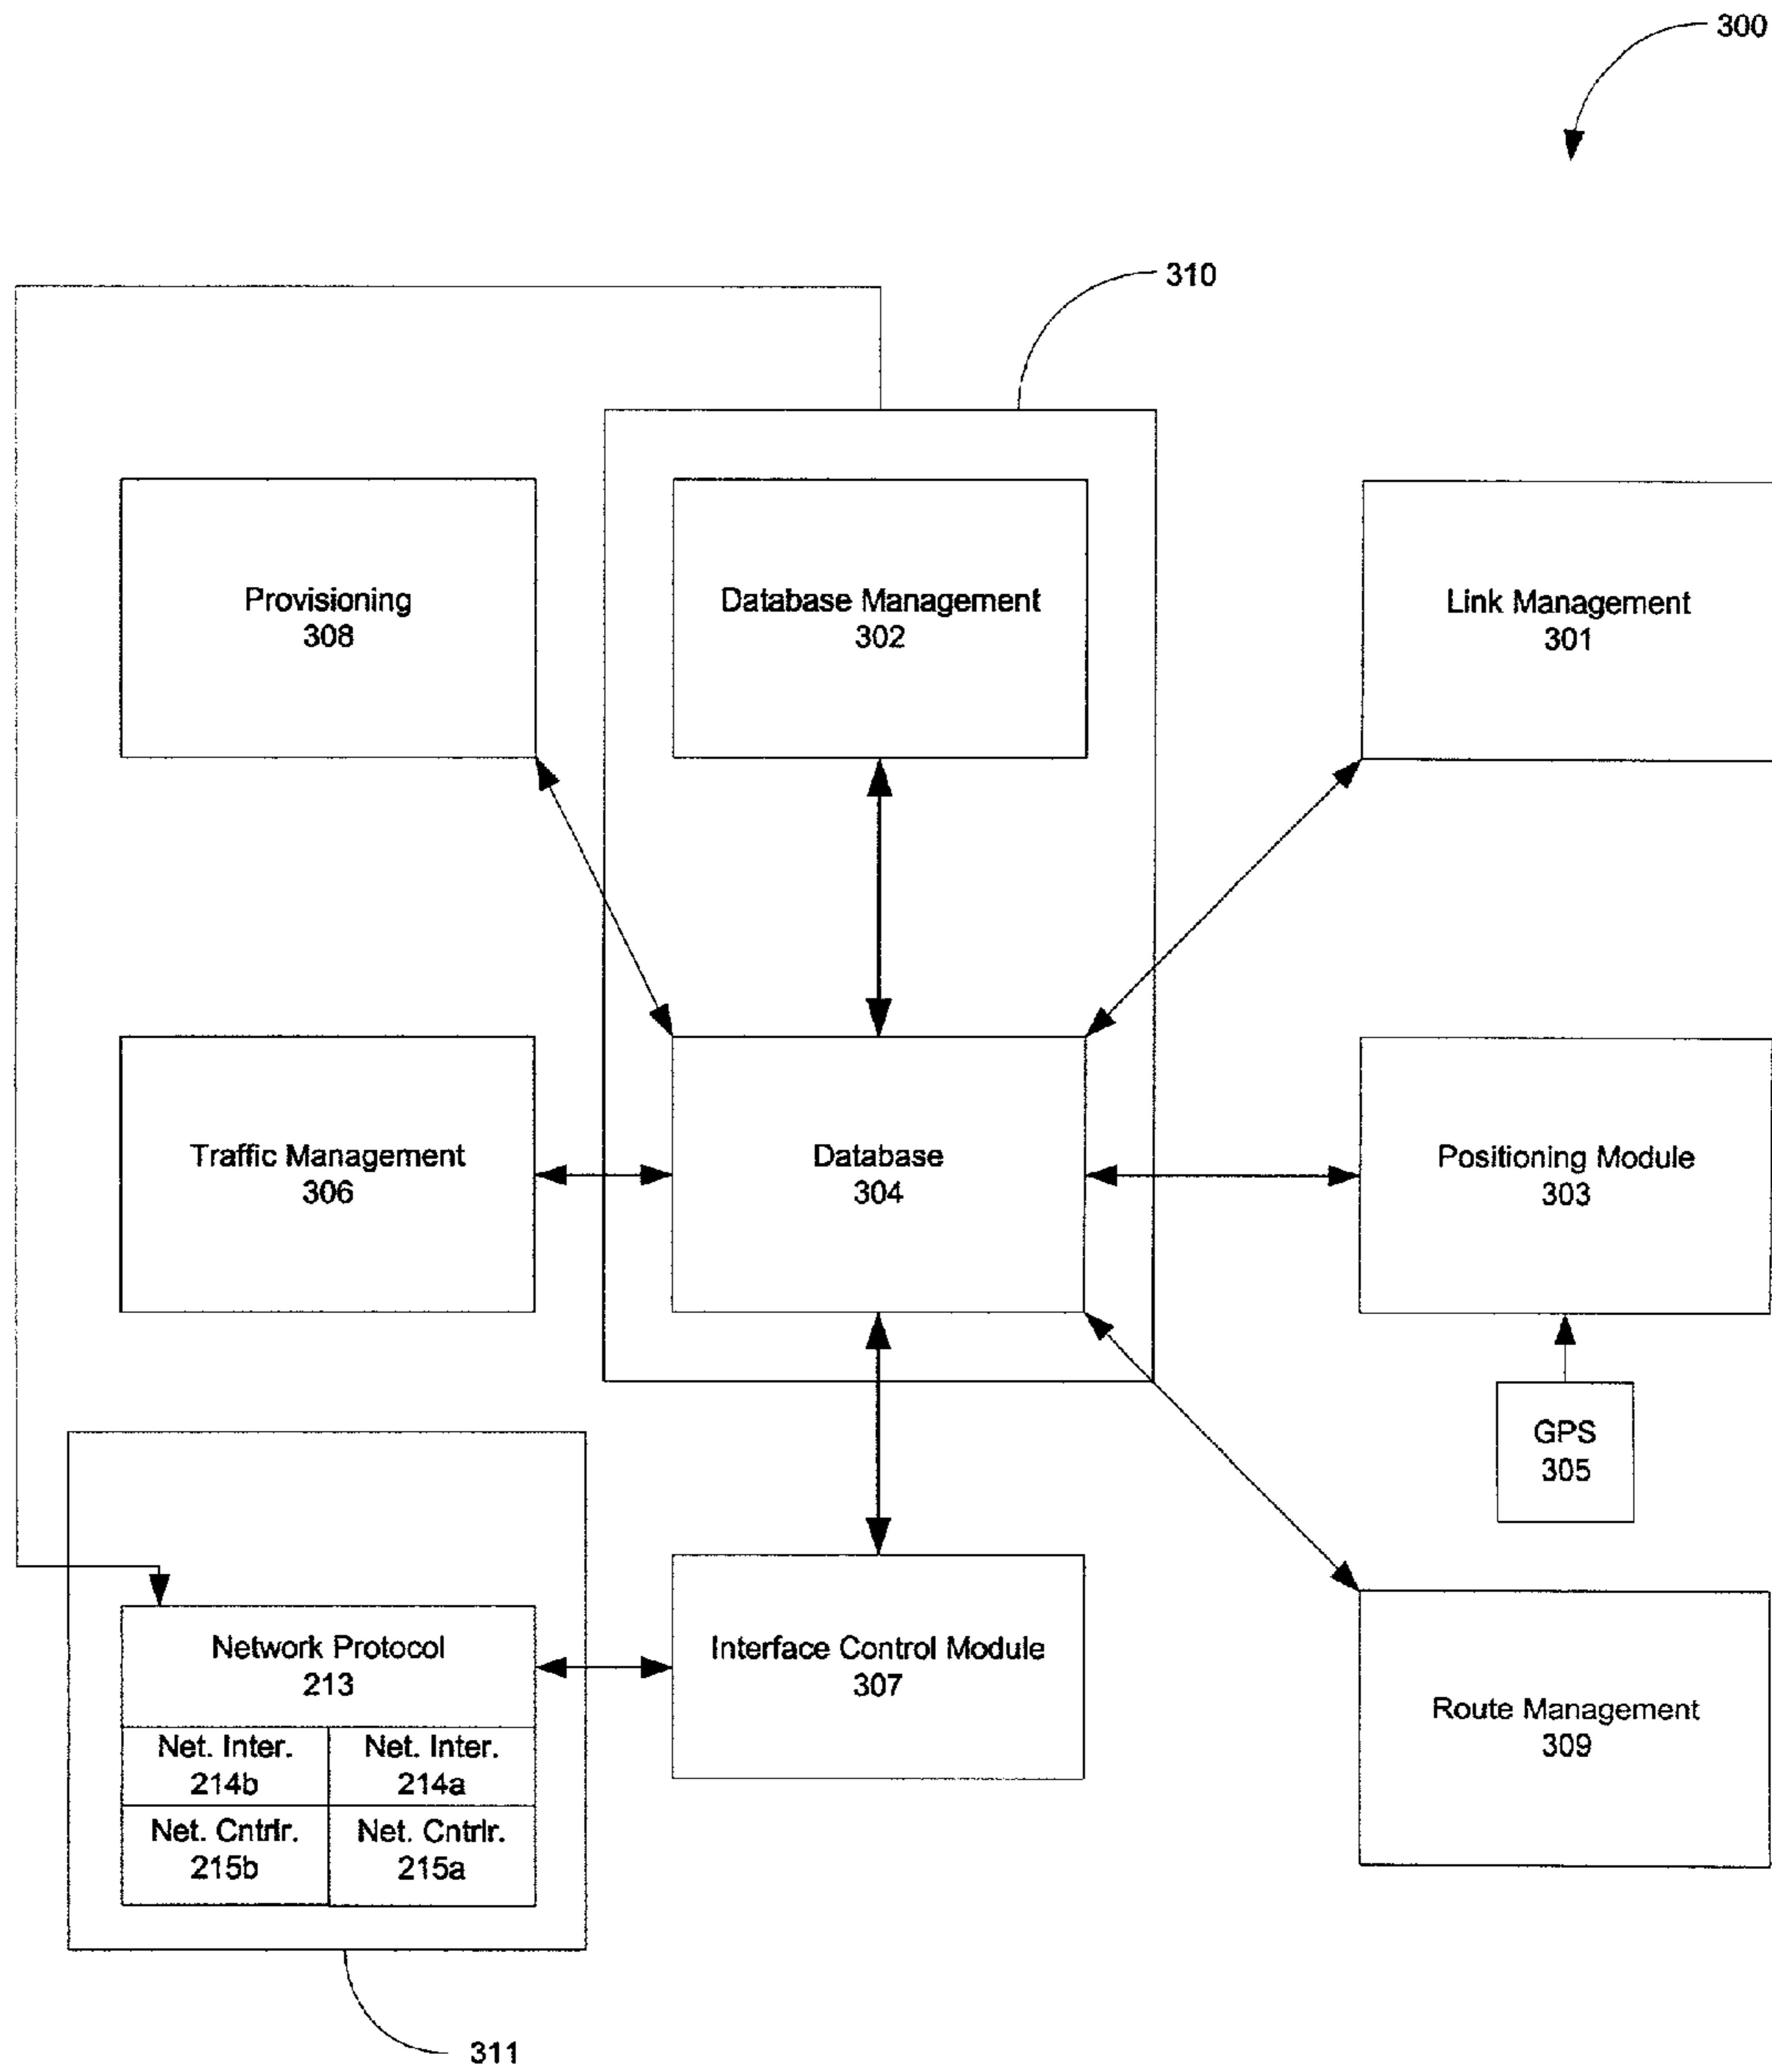 300
310
Provisioning
308
Database Management
302
Link Management
301
Traffic Management
306
Database
304
Positioning Module
303
GPS
305
Network Protocol
213
Net. Inter.
214b
Net. Inter.
214a
Net. Cntrlr.
215b
Net. Cntrlr.
215a
Interface Control Module
307
Route Management
309
311